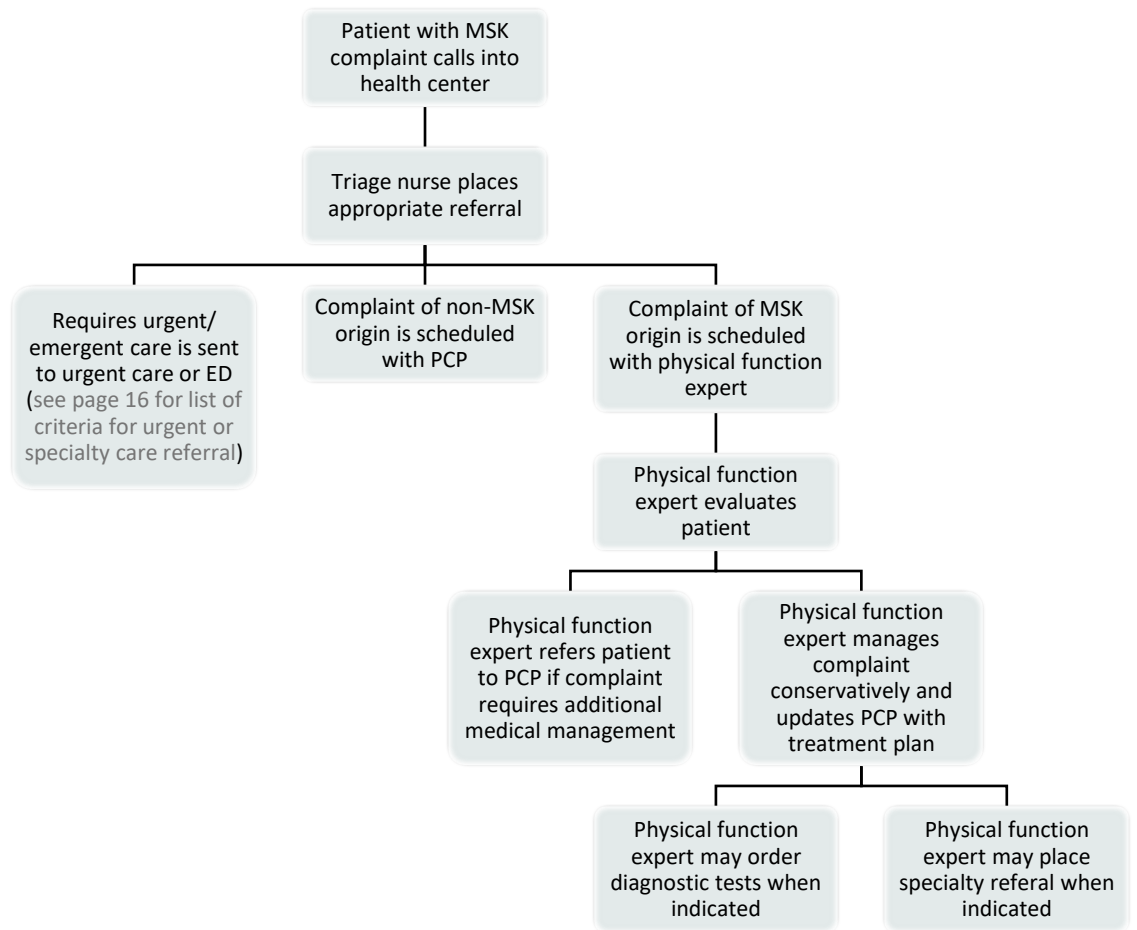 Patient with MSK
complaint calls into
health center
Triage nurse places
appropriate referral
Requires urgent/
emergent care is sent
to urgent care or ED
(see page 16 for list of
criteria for urgent or
specialty care referral)
Complaint of non-MSK
origin is scheduled
with PCP
Complaint of MSK
origin is scheduled
with physical function
expert
Physical function
expert evaluates
patient
Physical function
expert refers patient
to PCP if complaint
requires additional
medical management
Physical function
expert manages
complaint
conservatively and
updates PCP with
treatment plan
Physical function
expert may order
diagnostic tests when
indicated
Physical function
expert may place
specialty referal when
indicated